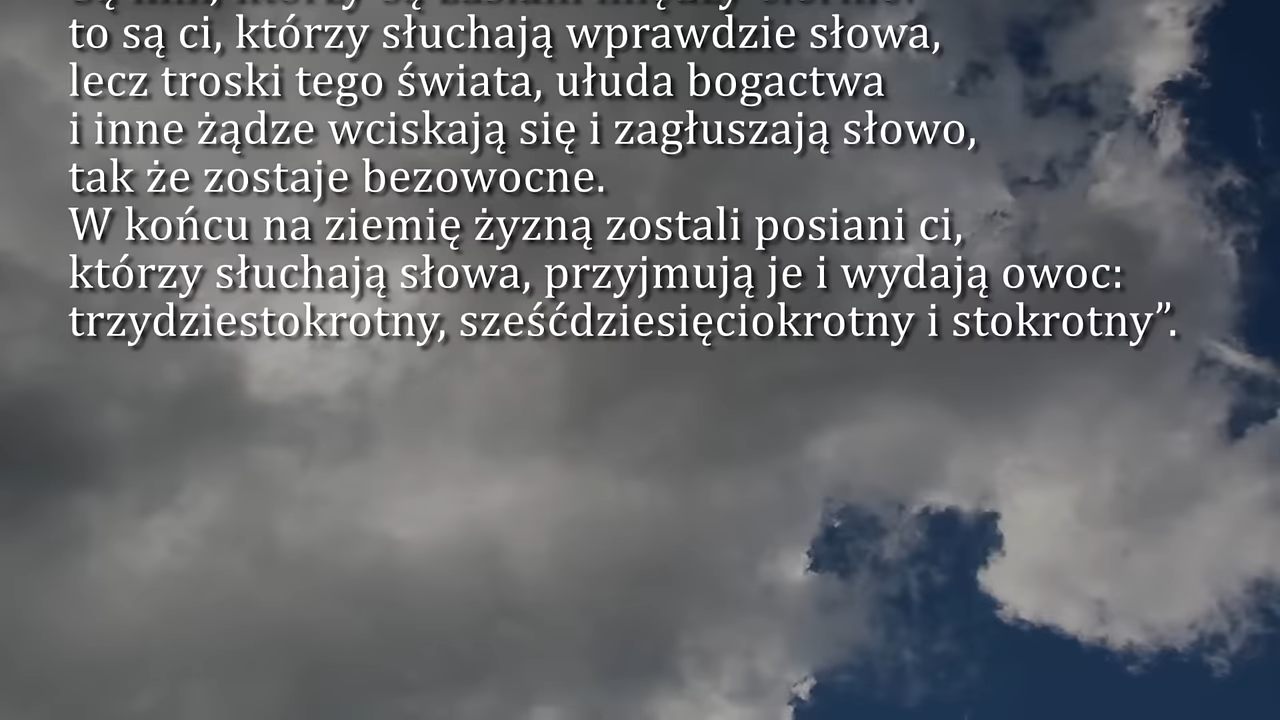 to są ci, którzy słuchają wprawdzie słowa,
lecz troski tego świata, ułuda bogactwa
i inne żądze wciskają się i zagłuszają słowo,
tak że zostaje bezowocne.
W końcu na ziemię żyzną zostali posiani ci,
którzy słuchają słowa, przyjmują je i wydają owoc:
trzydziestokrotny, sześćdziesięciokrotny i stokrotny”.